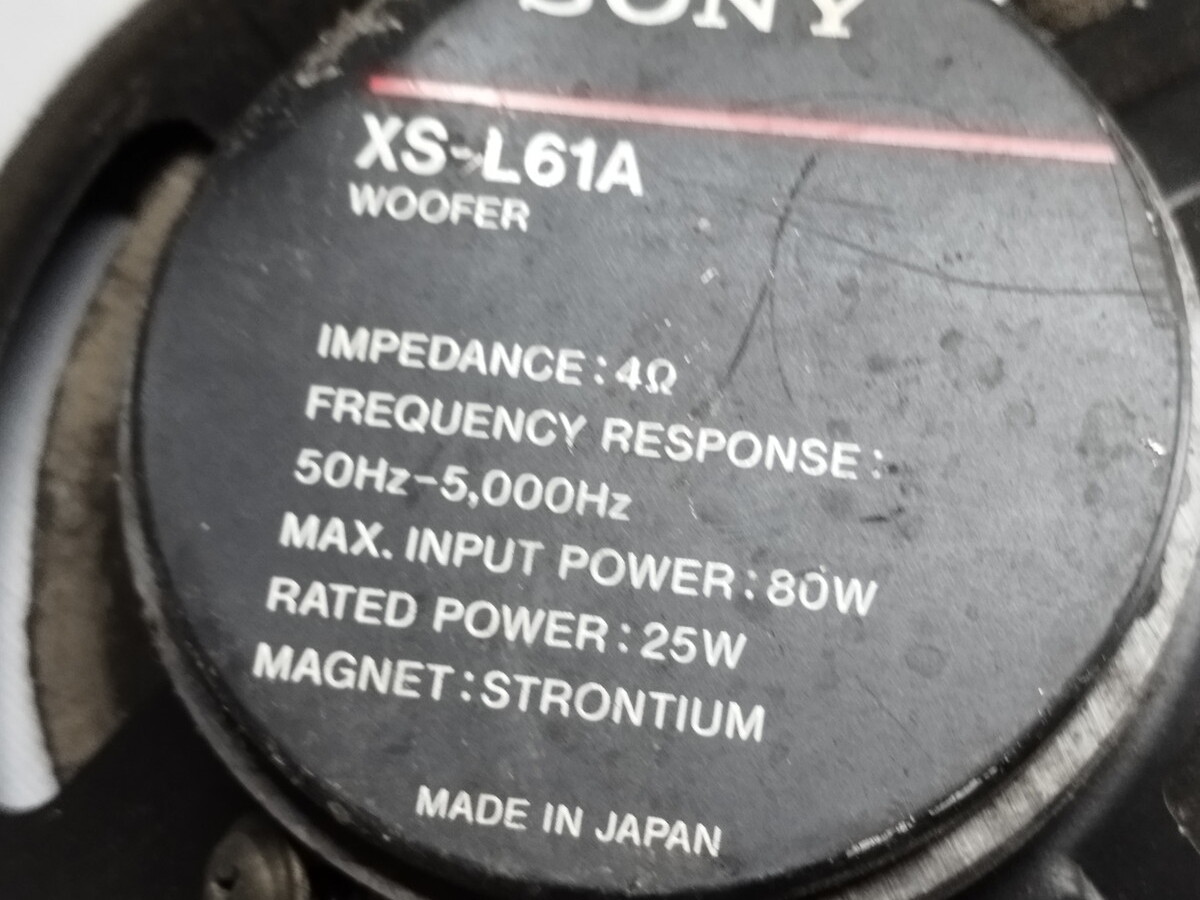 SONY
XS-L61A
WOOFER
IMPEDANCE : 4Ω
FREQUENCY RESPONSE :
50Hz-5,000Hz
MAX. INPUT POWER : 80W
RATED POWER : 25W
MAGNET : STRONTIUM
MADE IN JAPAN